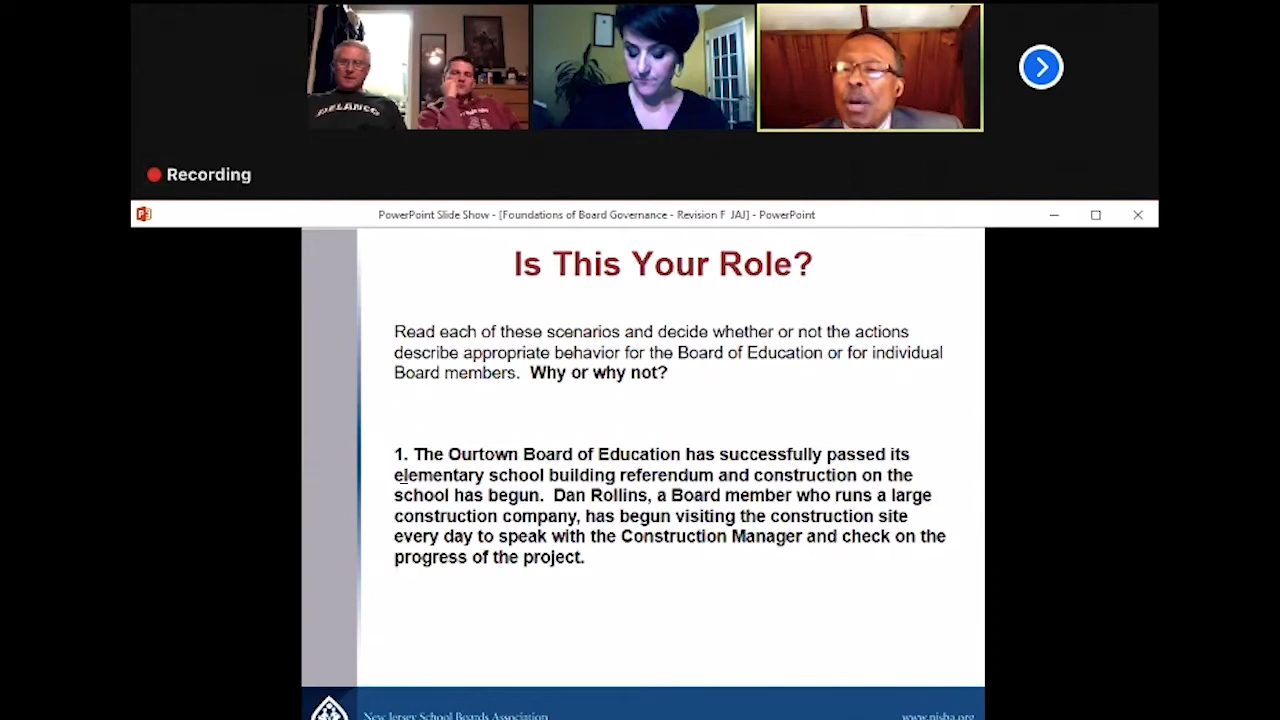 DELANCO
Recording
PowerPoint Slide Show - [Foundations of Board Governance - Revision F JAJ] - PowerPoint
Is This Your Role?
Read each of these scenarios and decide whether or not the actions
describe appropriate behavior for the Board of Education or for individual
Board members. Why or why not?
1. The Ourtown Board of Education has successfully passed its
elementary school building referendum and construction on the
school has begun. Dan Rollins, a Board member who runs a large
construction company, has begun visiting the construction site
every day to speak with the Construction Manager and check on the
progress of the project.
New Jersey School Boards Association
www.njsba.org